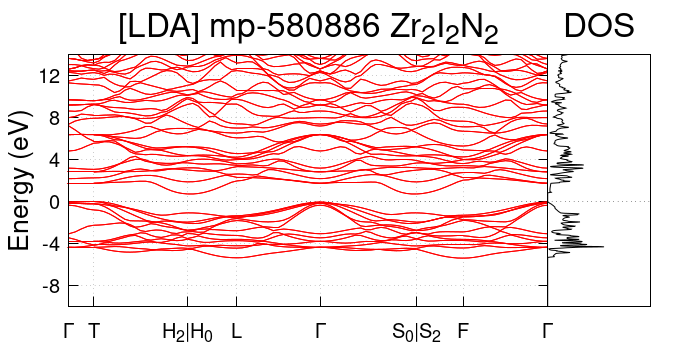 [LDA] mp-580886 Zr₂I₂N₂ DOS
Energy (eV)
12
8
4
0
-4
-8
Γ T H₂|H₀ L Γ S₀|S₂ F Γ